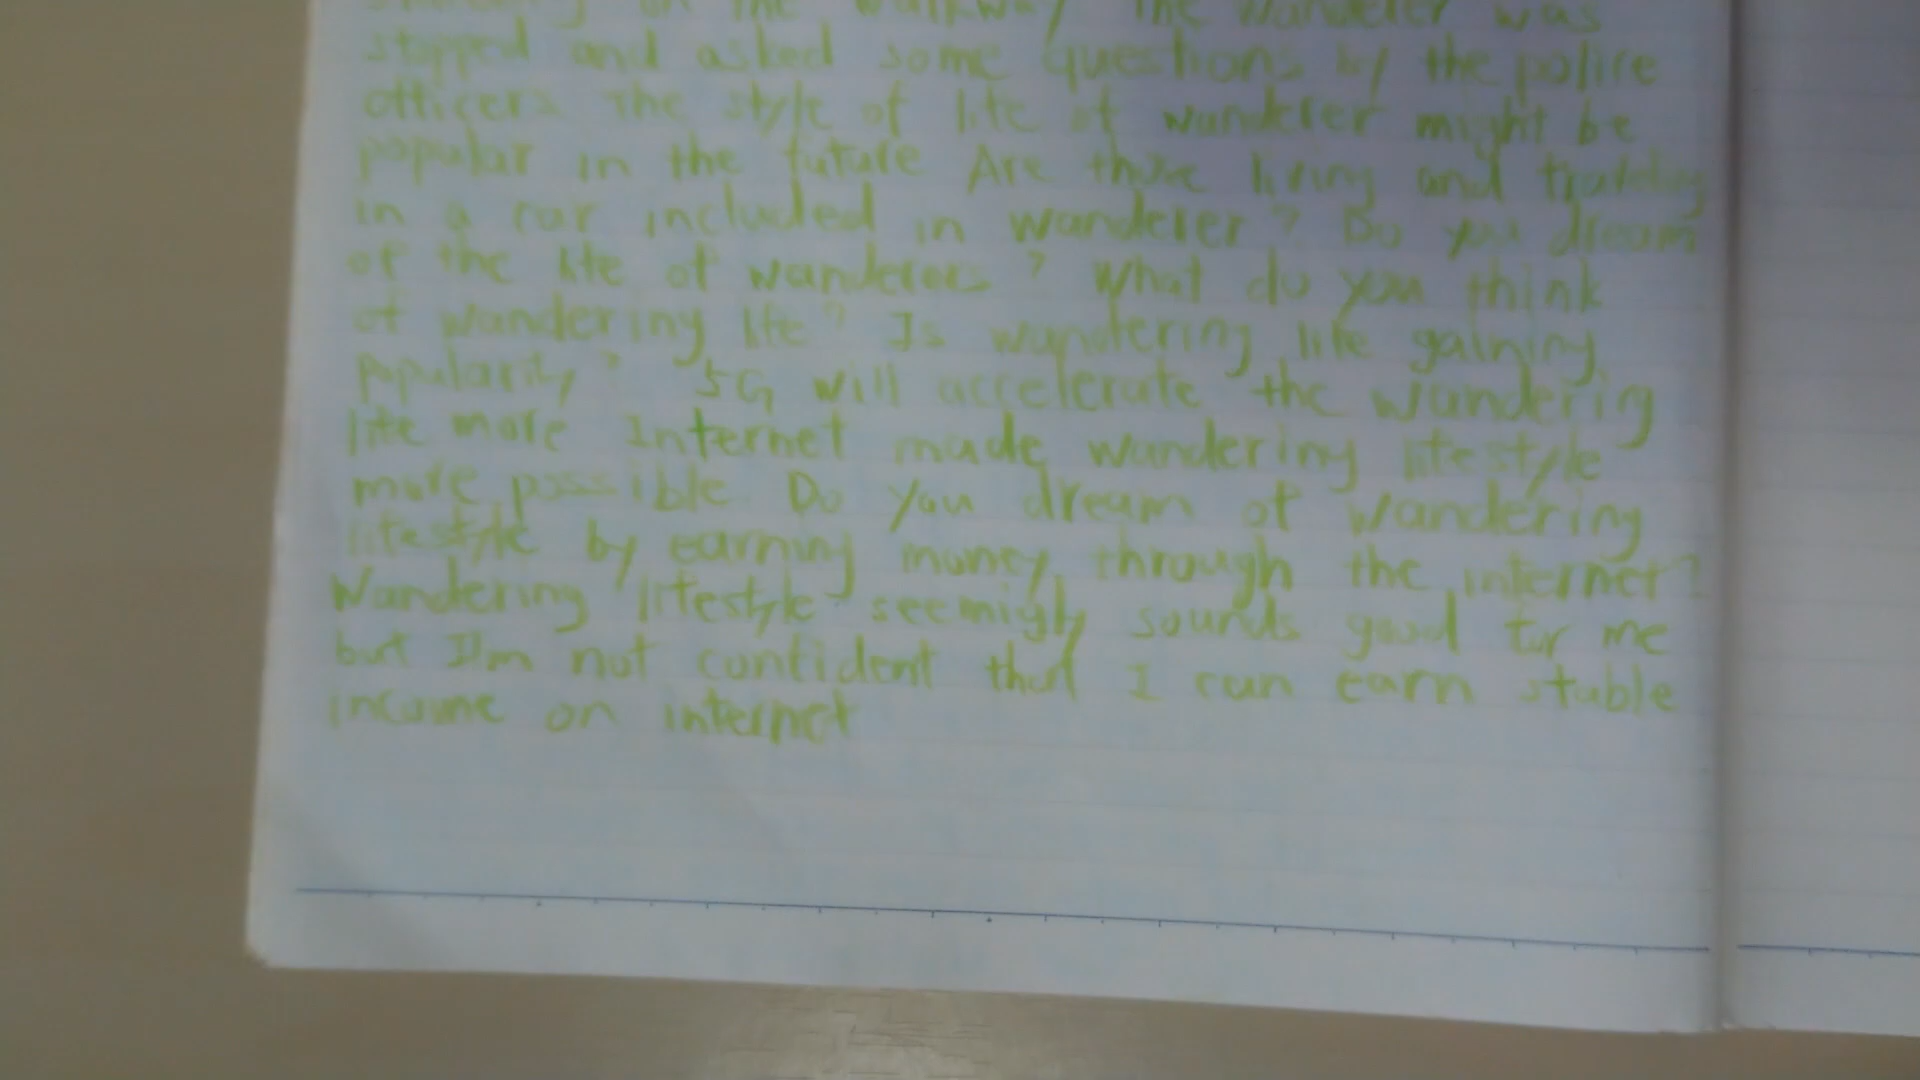 on the walkway The wanderer was
stopped and asked some questions by the police
officers The style of life of wanderer might be
popular in the future Are those living and traveling
in a car included in wanderer? Do you dream
of the life of wanderers? What do you think
of wandering life? Is wandering life gaining
popularity? 5G will accelerate the wandering
life more Internet made wandering lifestyle
more possible Do you dream of wandering
lifestyle by earning money through the internet?
Wandering lifestyle seemigly sounds good for me
but I'm not confident that I can earn stable
income on internet